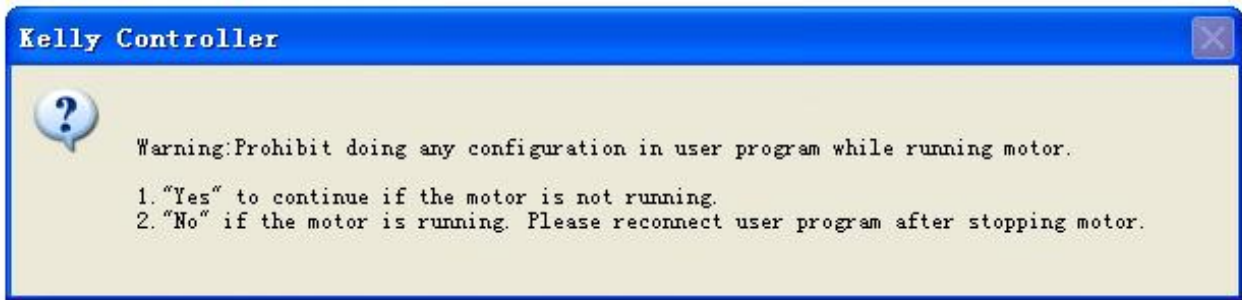 Kelly Controller
?
Warning:Prohibit doing any configuration in user program while running motor.
1."Yes" to continue if the motor is not running.
2."No" if the motor is running. Please reconnect user program after stopping motor.